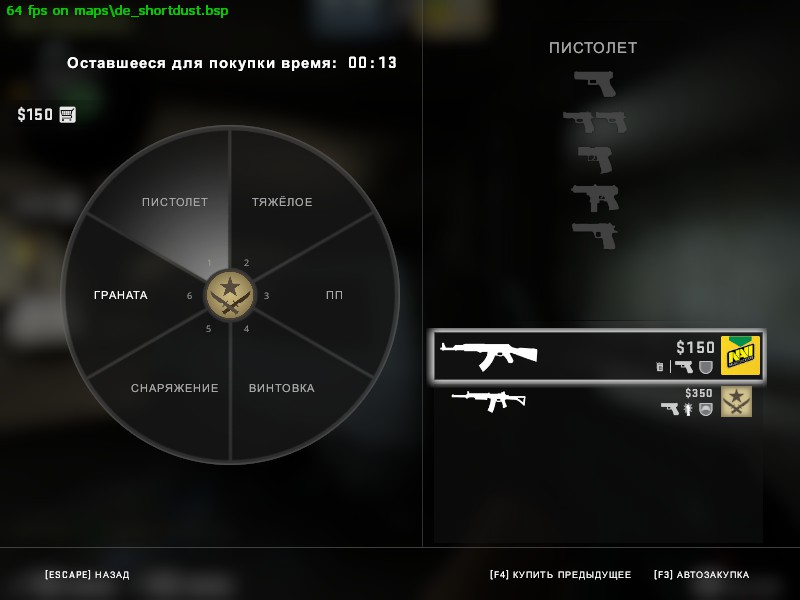 64 fps on maps\de_shortdust.bsp
Оставшееся для покупки время: 00:13
$150
ПИСТОЛЕТ
ТЯЖЁЛОЕ
1
2
ГРАНАТА
6
3
ПП
5
4
СНАРЯЖЕНИЕ
ВИНТОВКА
ПИСТОЛЕТ
$150
NAVI
$350
[ESCAPE] НАЗАД
[F4] КУПИТЬ ПРЕДЫДУЩЕЕ
[F3] АВТОЗАКУПКА